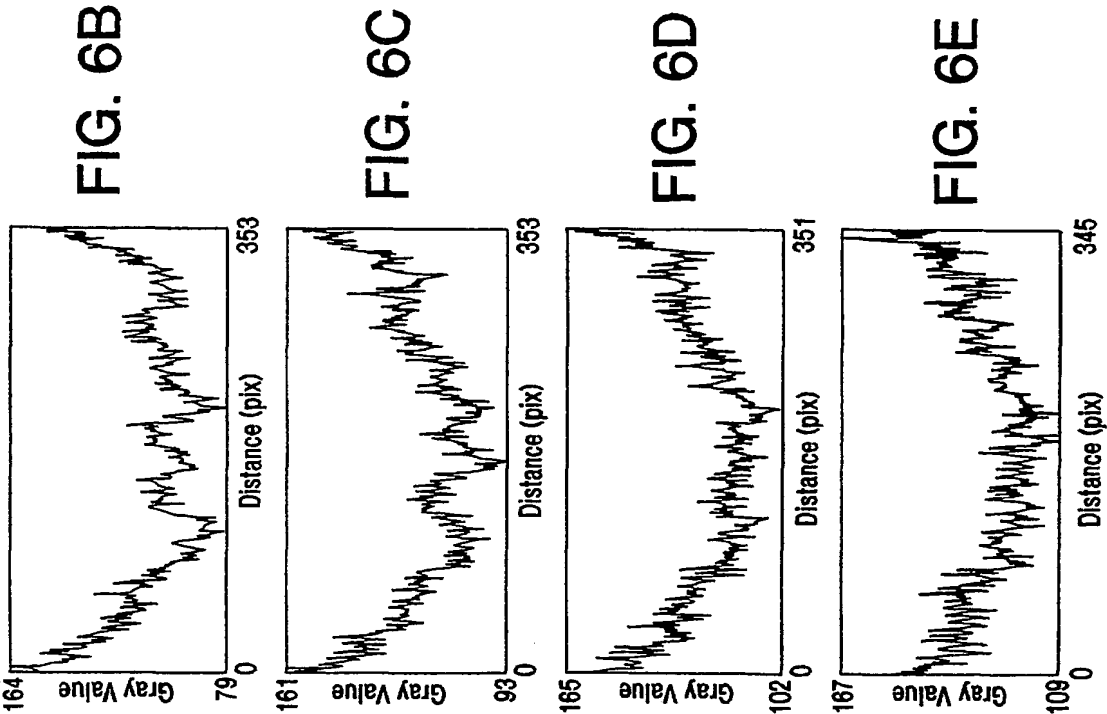 FIG. 6B
164
Gray Value
79
0
Distance (pix)
353
FIG. 6C
161
Gray Value
93
0
Distance (pix)
353
FIG. 6D
165
Gray Value
102
0
Distance (pix)
351
FIG. 6E
167
Gray Value
109
0
Distance (pix)
345